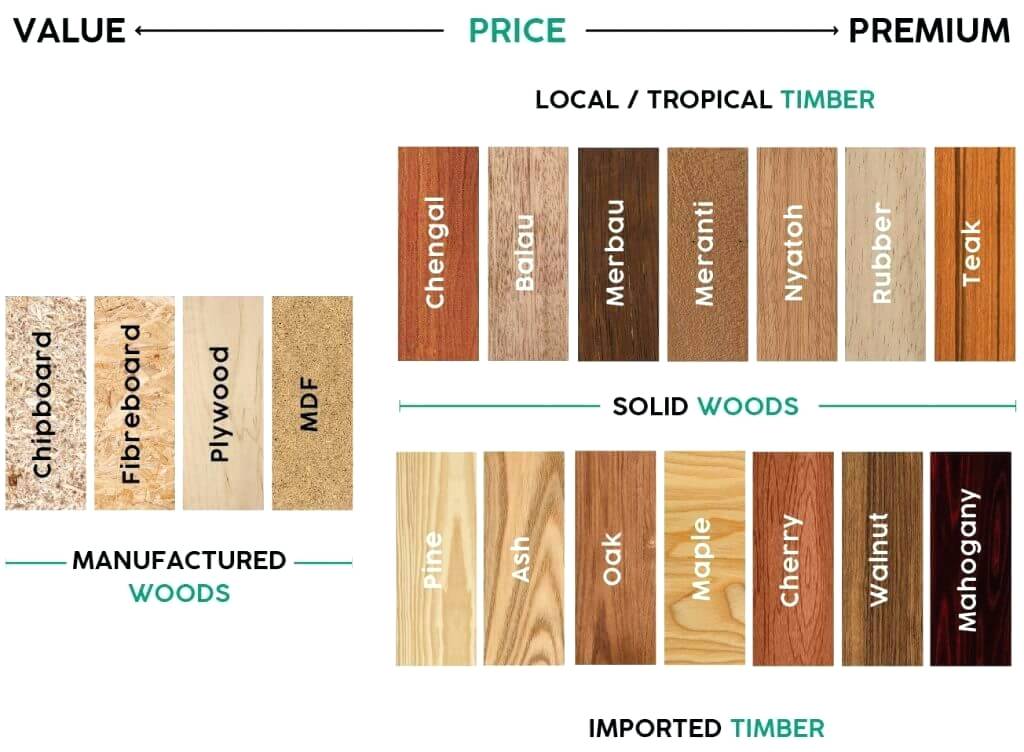 VALUE PRICE PREMIUM
LOCAL / TROPICAL TIMBER
Chengal
Balau
Merbau
Meranti
Nyatoh
Rubber
Teak
Chipboard
Fibreboard
Plywood
MDF
SOLID WOODS
MANUFACTURED
WOODS
Pine
Ash
Oak
Maple
Cherry
Walnut
Mahogany
IMPORTED TIMBER